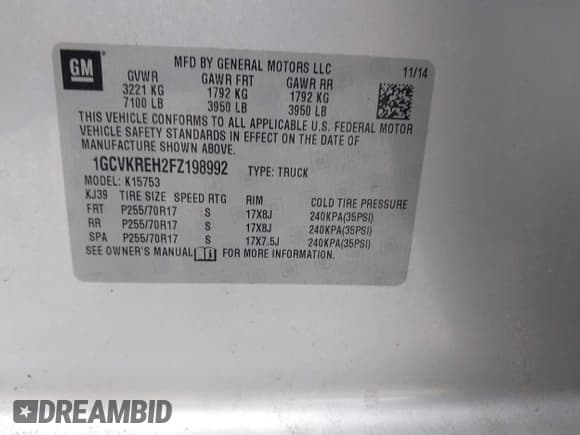 GM
MFD BY GENERAL MOTORS LLC
11/14
GVWR GAWR FRT GAWR RR
3221 KG 1792 KG 1792 KG
7100 LB 3950 LB 3950 LB
THIS VEHICLE CONFORMS TO ALL APPLICABLE U.S. FEDERAL MOTOR
VEHICLE SAFETY STANDARDS IN EFFECT ON THE DATE OF
MANUFACTURE SHOWN ABOVE.
1GCVKREH2FZ198992 TYPE: TRUCK
MODEL: K15753
KJ39 TIRE SIZE SPEED RTG RIM COLD TIRE PRESSURE
FRT P255/70R17 S 17X8J 240KPA(35PSI)
RR P255/70R17 S 17X8J 240KPA(35PSI)
SPA P255/70R17 S 17X7.5J 240KPA(35PSI)
SEE OWNER'S MANUAL FOR MORE INFORMATION.
DREAMBID